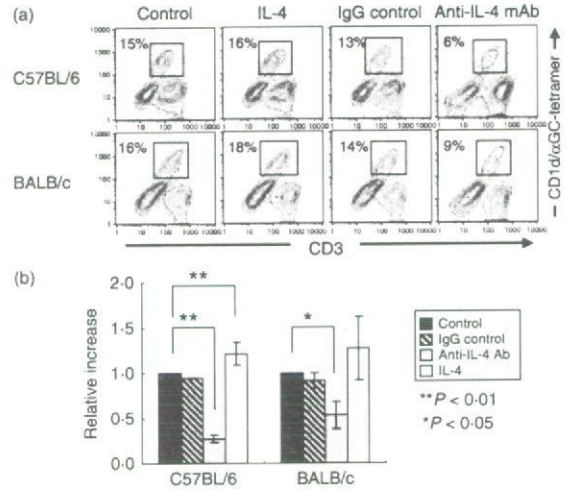 (a)
Control IL-4 IgG control Anti-IL-4 mAb
C57BL/6
15% 16% 13% 6%
BALB/c
16% 18% 14% 9%
CD1d/αGC-tetramer
CD3
(b)
Relative increase
2·0
1·5
1·0
0·5
0·0
** ** *
C57BL/6 BALB/c
Control
IgG control
Anti-IL-4 Ab
IL-4
**P < 0·01
*P < 0·05